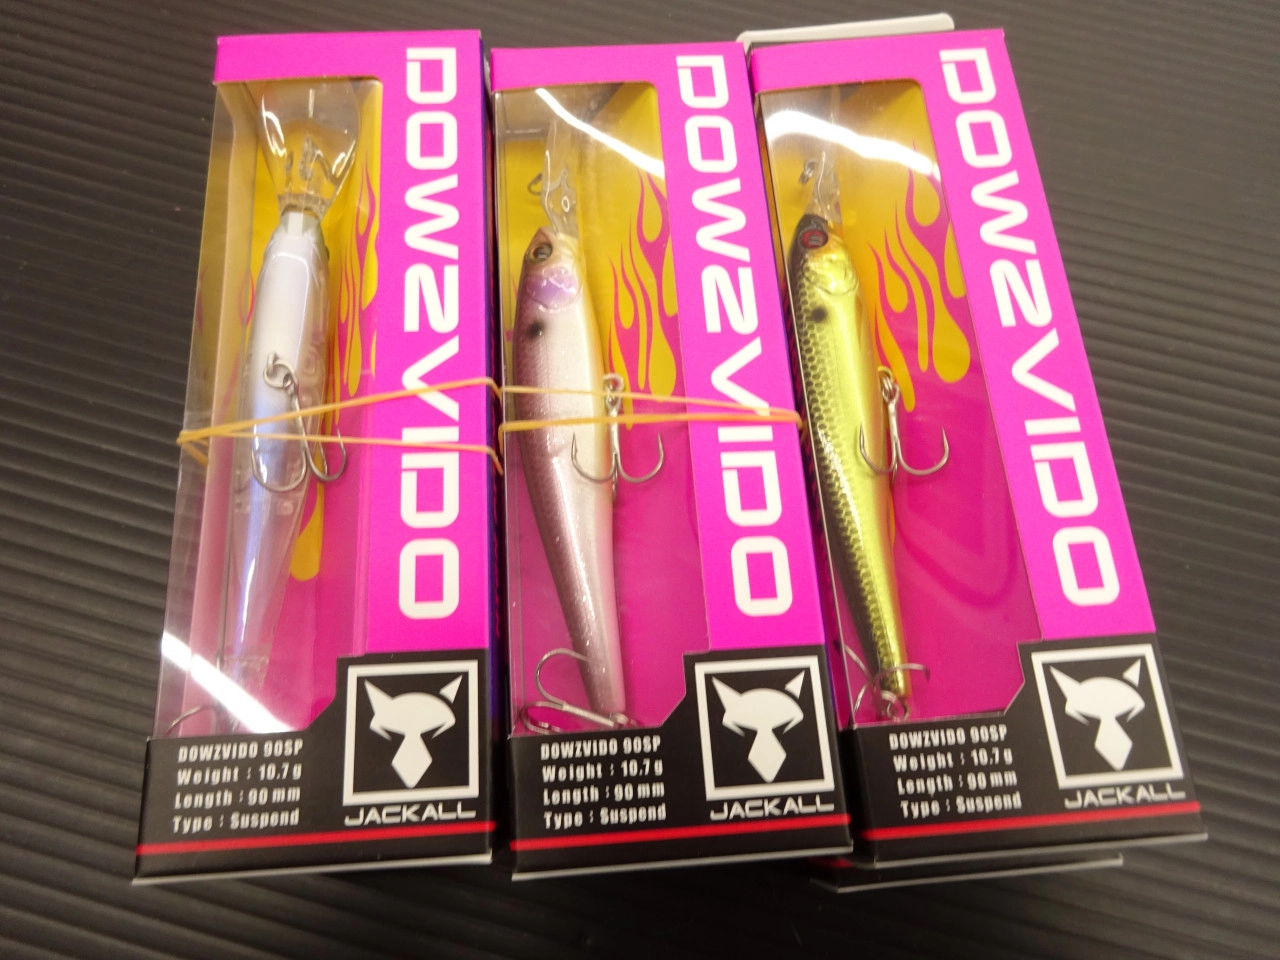 DOWZVIDO
DOWZVIDO 90SP
Weight : 10.7g
Length : 90mm
Type : Suspend
JACKALL
DOWZVIDO
DOWZVIDO 90SP
Weight : 10.7g
Length : 90mm
Type : Suspend
JACKALL
DOWZVIDO
DOWZVIDO 90SP
Weight : 10.7g
Length : 90mm
Type : Suspend
JACKALL